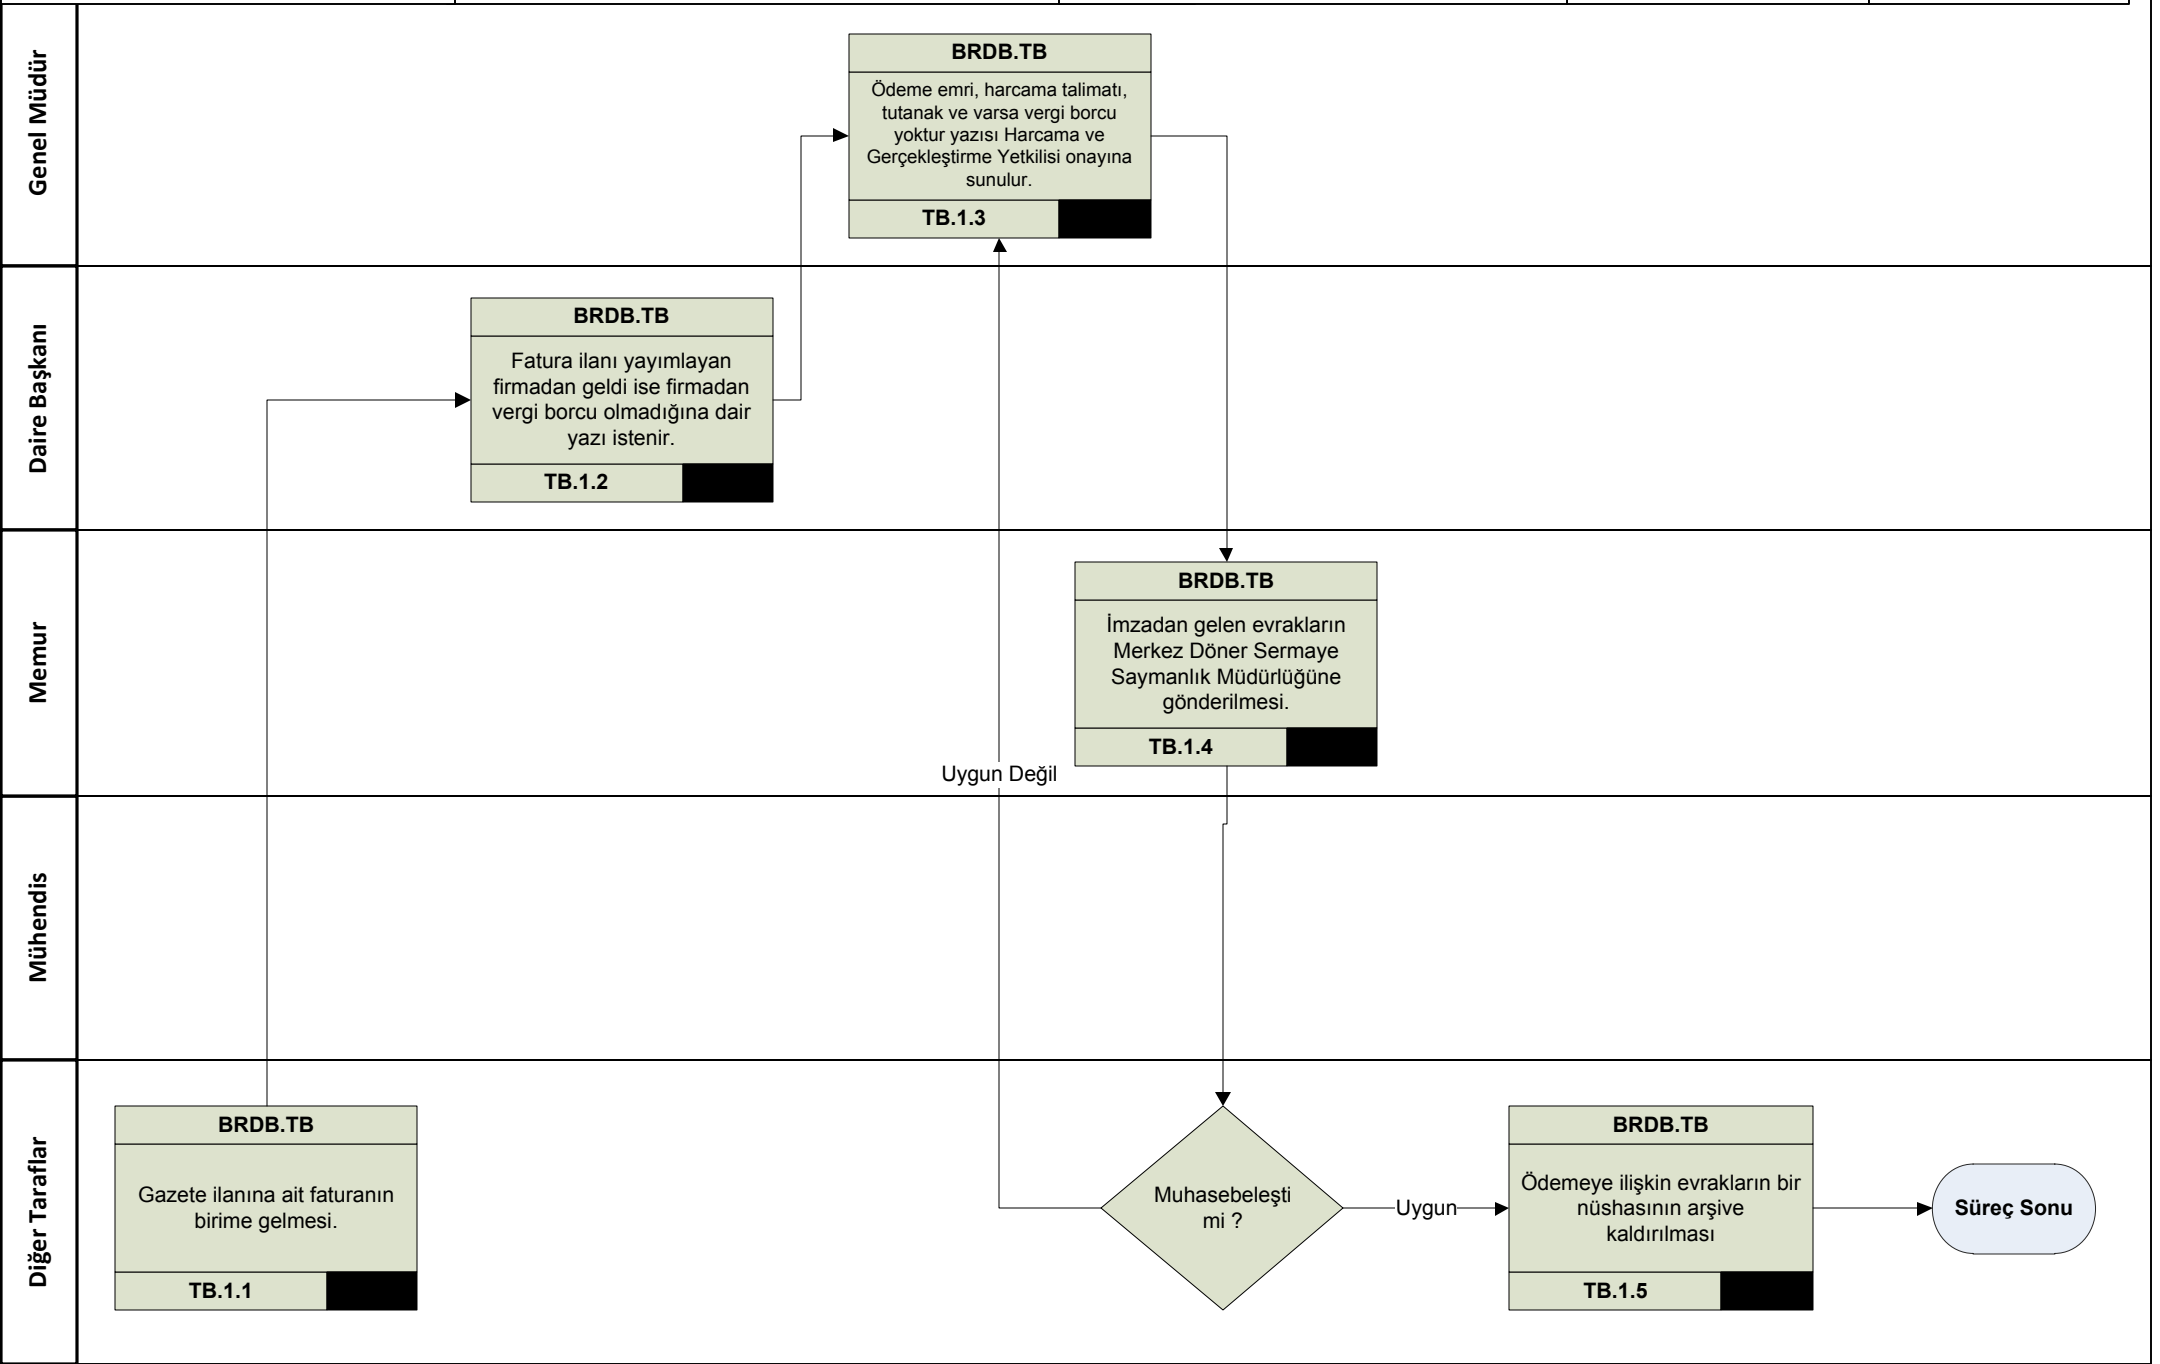 Genel Müdür
BRDB.TB
Ödeme emri, harcama talimatı,
tutanak ve varsa vergi borcu
yoktur yazısı Harcama ve
Gerçekleştirme Yetkilisi onayına
sunulur.
TB.1.3
Daire Başkanı
BRDB.TB
Fatura ilanı yayımlayan
firmadan geldi ise firmadan
vergi borcu olmadığına dair
yazı istenir.
TB.1.2
Memur
BRDB.TB
İmzadan gelen evrakların
Merkez Döner Sermaye
Saymanlık Müdürlüğüne
gönderilmesi.
TB.1.4
Uygun Değil
Mühendis
Diğer Taraflar
BRDB.TB
Gazete ilanına ait faturanın
birime gelmesi.
TB.1.1
Muhasebeleşti
mi ?
Uygun
BRDB.TB
Ödemeye ilişkin evrakların bir
nüshasının arşive
kaldırılması
TB.1.5
Süreç Sonu